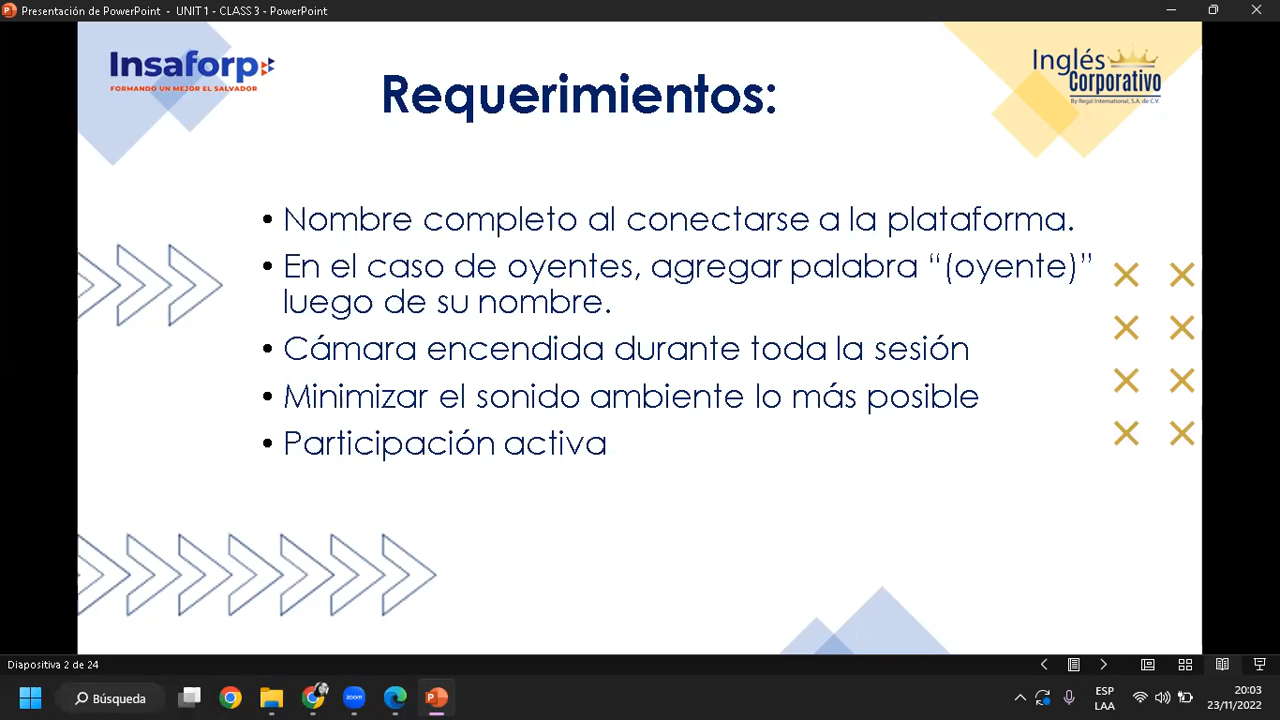 Presentación de PowerPoint - UNIT 1 - CLASS 3 - PowerPoint
Insaforp
FORMANDO UN MEJOR EL SALVADOR
Requerimientos:
Inglés
Corporativo
By Regal International, S.A. de C.V.
• Nombre completo al conectarse a la plataforma.
• En el caso de oyentes, agregar palabra “(oyente)”
luego de su nombre.
• Cámara encendida durante toda la sesión
• Minimizar el sonido ambiente lo más posible
• Participación activa
Diapositiva 2 de 24
Búsqueda
zoom
ESP
LAA
20:03
23/11/2022